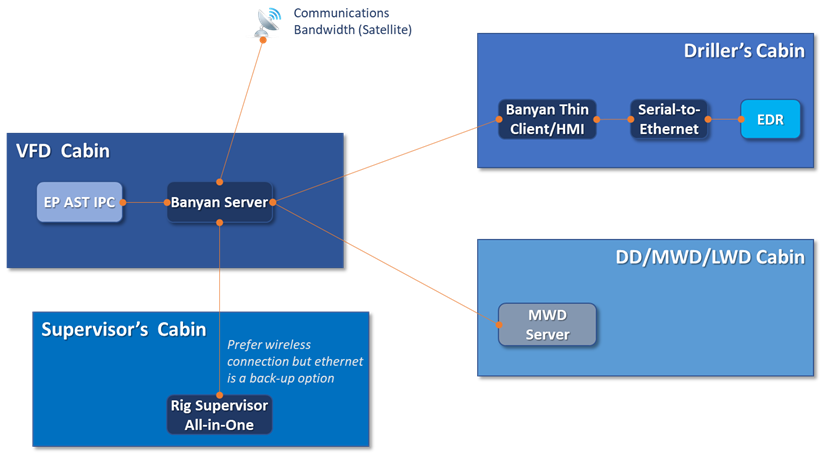 Communications
Bandwidth (Satellite)
Driller's Cabin
Banyan Thin
Client/HMI
Serial-to-
Ethernet
EDR
VFD Cabin
EP AST IPC
Banyan Server
DD/MWD/LWD Cabin
MWD
Server
Supervisor's Cabin
Prefer wireless
connection but ethernet
is a back-up option
Rig Supervisor
All-in-One